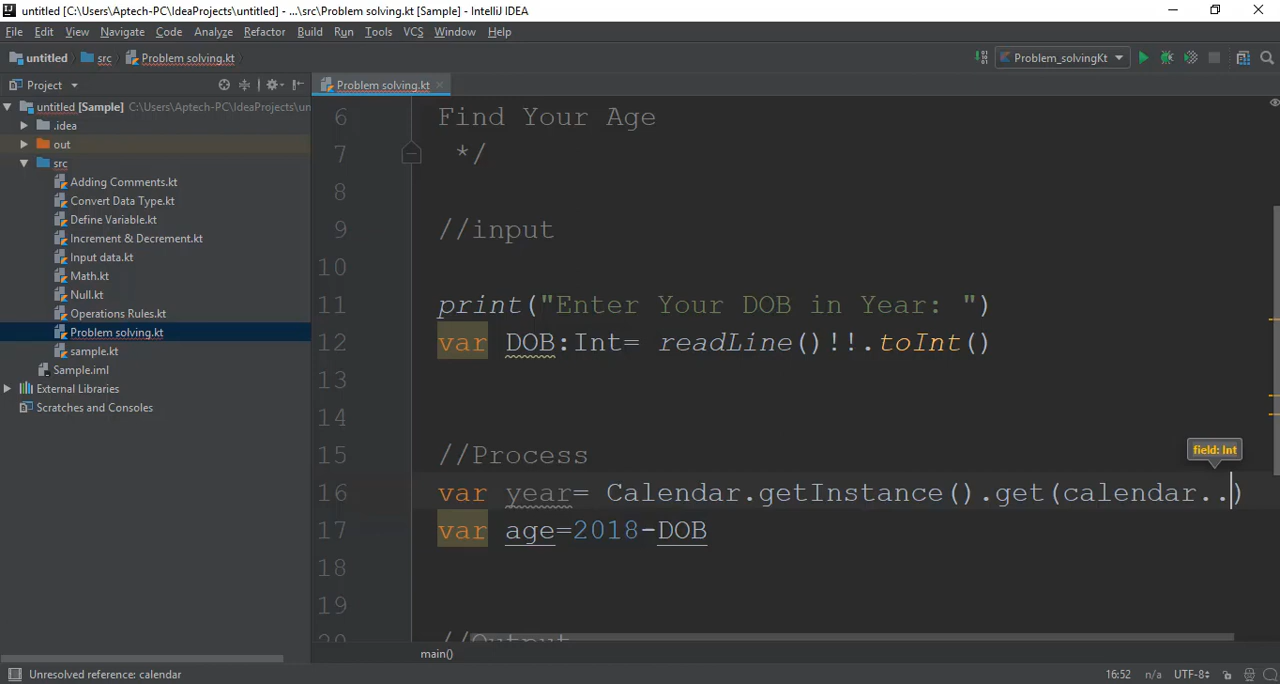 untitled [C:\Users\Aptech-PC\IdeaProjects\untitled] - ...\src\Problem solving.kt [Sample] - IntelliJ IDEA
File Edit View Navigate Code Analyze Refactor Build Run Tools VCS Window Help
untitled src Problem solving.kt Problem_solvingKt
Project Problem solving.kt
untitled [Sample] C:\Users\Aptech-PC\IdeaProjects\un
.idea
out
src
Adding Comments.kt
Convert Data Type.kt
Define Variable.kt
Increment & Decrement.kt
Input data.kt
Math.kt
Null.kt
Operations Rules.kt
Problem solving.kt
sample.kt
Sample.iml
External Libraries
Scratches and Consoles
6 Find Your Age
7 */
8
9 //input
10
11 print("Enter Your DOB in Year: ")
12 var DOB:Int= readLine()!!.toInt()
13
14
15 //Process
field: Int
16 var year= Calendar.getInstance().get(calendar..)
17 var age=2018-DOB
18
19
20 //Output
main()
Unresolved reference: calendar 16:52 n/a UTF-8